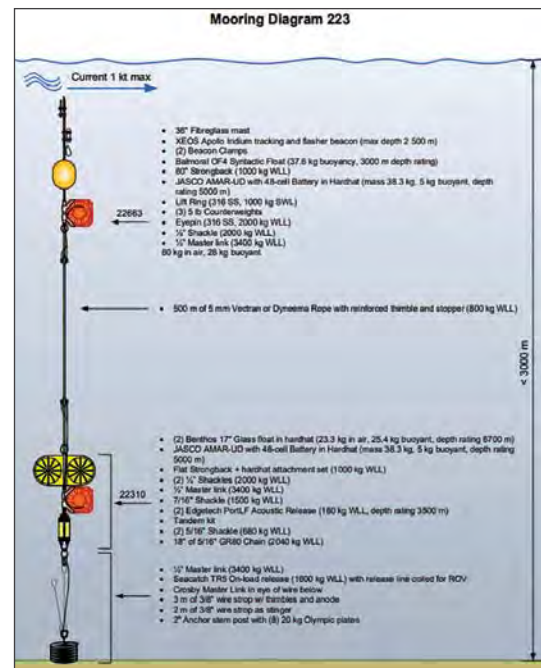 Mooring Diagram 223
Current 1 kt max
• 36" Fibreglass mast
• XEOS Apollo Iridium tracking and flasher beacon (max depth 2 500 m)
• (2) Beacon Clamps
• Balmoral OF4 Syntactic Float (37.6 kg buoyancy, 3000 m depth rating)
• 60" Strongback (1000 kg WLL)
• JASCO AMAR-UD with 48-cell Battery in Hardhat (mass 38.3 kg, 5 kg buoyant, depth
rating 5000 m)
• Lift Ring (316 SS, 1000 kg SWL)
• (3) 5 lb Counterweights
• Eyepin (316 SS, 2000 kg WLL)
• ½" Shackle (2000 kg WLL)
• ½" Master link (3400 kg WLL)
60 kg in air, 26 kg buoyant
22663
• 500 m of 5 mm Vectran or Dyneema Rope with reinforced thimble and stopper (800 kg WLL)
< 3000 m
• (2) Benthos 17" Glass float in hardhat (23.3 kg in air, 25.4 kg buoyant, depth rating 6700 m)
• JASCO AMAR-UD with 48-cell Battery in Hardhat (mass 38.3 kg, 5 kg buoyant, depth rating
5000 m)
• Flat Strongback + hardhat attachment set (1000 kg WLL)
• (2) ½" Shackles (2000 kg WLL)
• ½" Master link (3400 kg WLL)
• 7/16" Shackle (1500 kg WLL)
• (2) Edgetech PortLF Acoustic Release (180 kg WLL, depth rating 3500 m)
• Tandem kit
• (2) 5/16" Shackle (680 kg WLL)
• 18" of 5/16" GR80 Chain (2040 kg WLL)
22310
• ½" Master link (3400 kg WLL)
• Seacatch TR5 On-load release (1600 kg WLL) with release line coiled for ROV
• Crosby Master Link in eye of wire below
• 3 m of 3/8" wire strop w/ thimbles and anode
• 2 m of 3/8" wire strop as stinger
• 2" Anchor stem post with (8) 20 kg Olympic plates